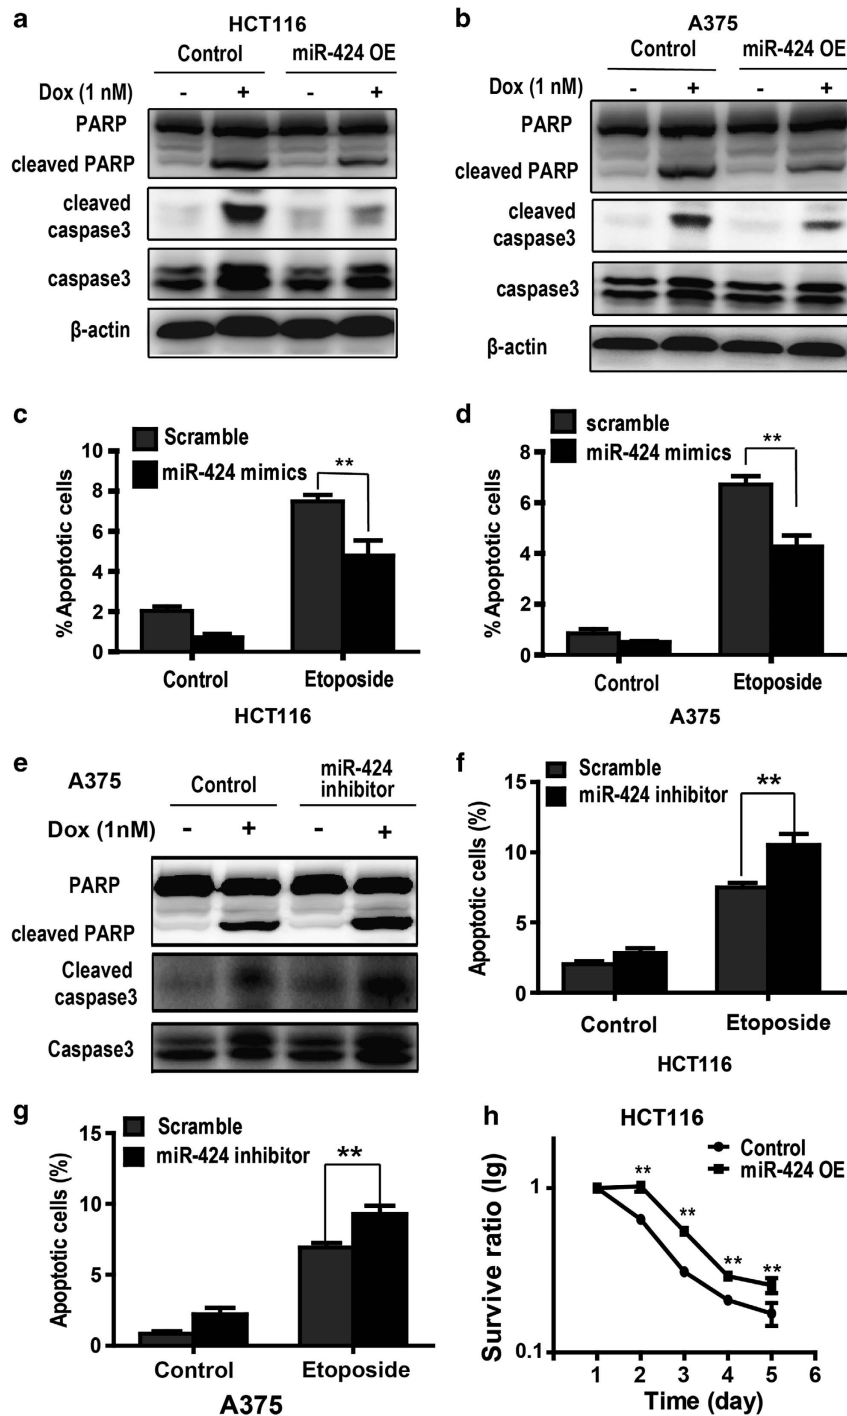 a
HCT116
Control miR-424 OE
Dox (1 nM) - + - +
PARP
cleaved PARP
cleaved
caspase3
caspase3
β-actin
b
A375
Control miR-424 OE
Dox (1 nM) - + - +
PARP
cleaved PARP
cleaved
caspase3
caspase3
β-actin
c
Scramble
miR-424 mimics
**
% Apoptotic cells
10
8
6
4
2
0
Control Etoposide
HCT116
d
scramble
miR-424 mimics
**
% Apoptotic cells
8
6
4
2
0
Control Etoposide
A375
e
A375
Control miR-424
inhibitor
Dox (1nM) - + - +
PARP
cleaved PARP
Cleaved
caspase3
Caspase3
f
Scramble
miR-424 inhibitor
**
Apoptotic cells (%)
15
10
5
0
Control Etoposide
HCT116
g
Scramble
miR-424 inhibitor
**
Apoptotic cells (%)
15
10
5
0
Control Etoposide
A375
h
HCT116
Control
miR-424 OE
** ** ** **
Survive ratio (lg)
1
0.1
1 2 3 4 5 6
Time (day)